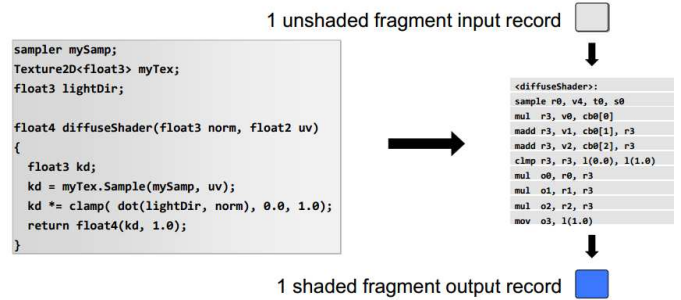 1 unshaded fragment input record
sampler mySamp;
Texture2D<float3> myTex;
float3 lightDir;
float4 diffuseShader(float3 norm, float2 uv)
{
float3 kd;
kd = myTex.Sample(mySamp, uv);
kd *= clamp( dot(lightDir, norm), 0.0, 1.0);
return float4(kd, 1.0);
}
<diffuseShader>:
sample r0, v4, t0, s0
mul r3, v0, cb0[0]
madd r3, v1, cb0[1], r3
madd r3, v2, cb0[2], r3
clmp r3, r3, l(0.0), l(1.0)
mul o0, r0, r3
mul o1, r1, r3
mul o2, r2, r3
mov o3, l(1.0)
1 shaded fragment output record